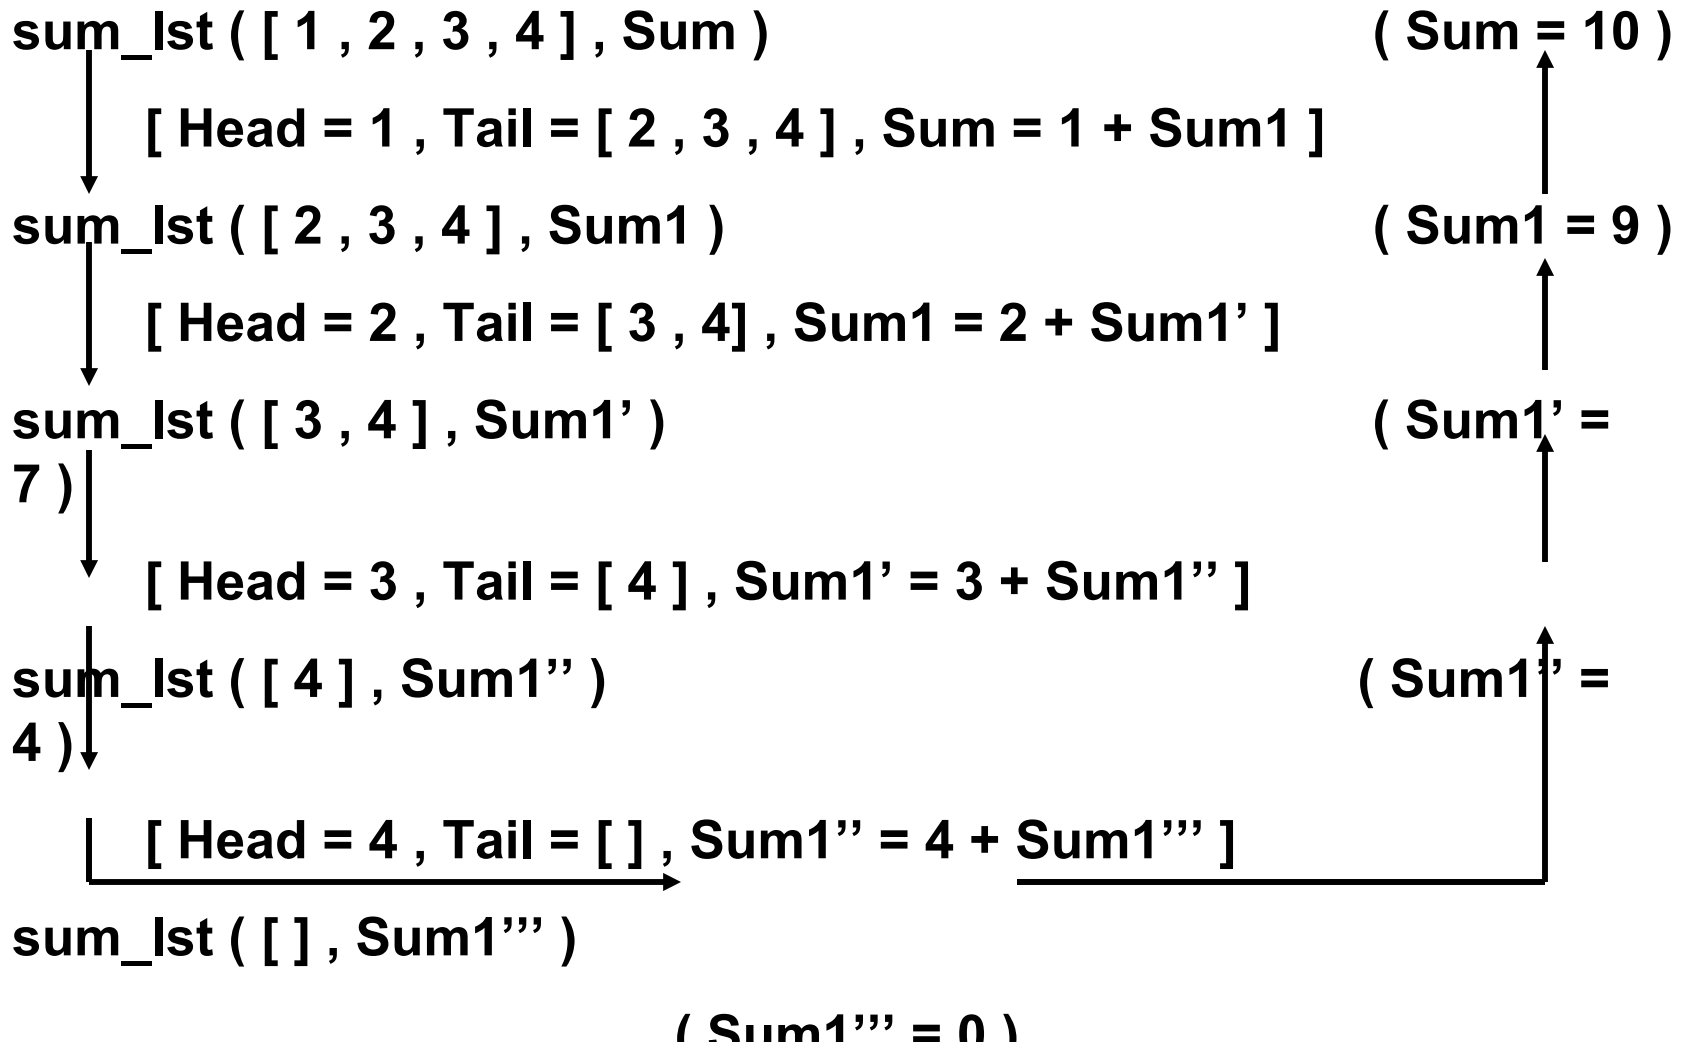 sum_lst ( [ 1 , 2 , 3 , 4 ] , Sum ) ( Sum = 10 )
[ Head = 1 , Tail = [ 2 , 3 , 4 ] , Sum = 1 + Sum1 ]
sum_lst ( [ 2 , 3 , 4 ] , Sum1 ) ( Sum1 = 9 )
[ Head = 2 , Tail = [ 3 , 4] , Sum1 = 2 + Sum1’ ]
sum_lst ( [ 3 , 4 ] , Sum1’ ) ( Sum1’ =
7 )
[ Head = 3 , Tail = [ 4 ] , Sum1’ = 3 + Sum1’’ ]
sum_lst ( [ 4 ] , Sum1’’ ) ( Sum1’’ =
4 )
[ Head = 4 , Tail = [ ] , Sum1’’ = 4 + Sum1’’’ ]
sum_lst ( [ ] , Sum1’’’ )
( Sum1’’’ = 0 )